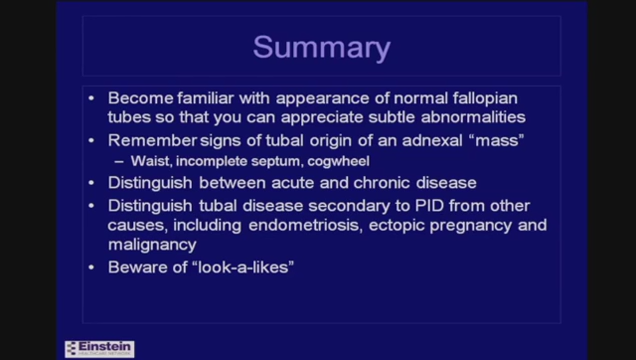 Summary
• Become familiar with appearance of normal fallopian
tubes so that you can appreciate subtle abnormalities
• Remember signs of tubal origin of an adnexal “mass”
– Waist, incomplete septum, cogwheel
• Distinguish between acute and chronic disease
• Distinguish tubal disease secondary to PID from other
causes, including endometriosis, ectopic pregnancy and
malignancy
• Beware of “look-a-likes”
Einstein
HEALTHCARE NETWORK